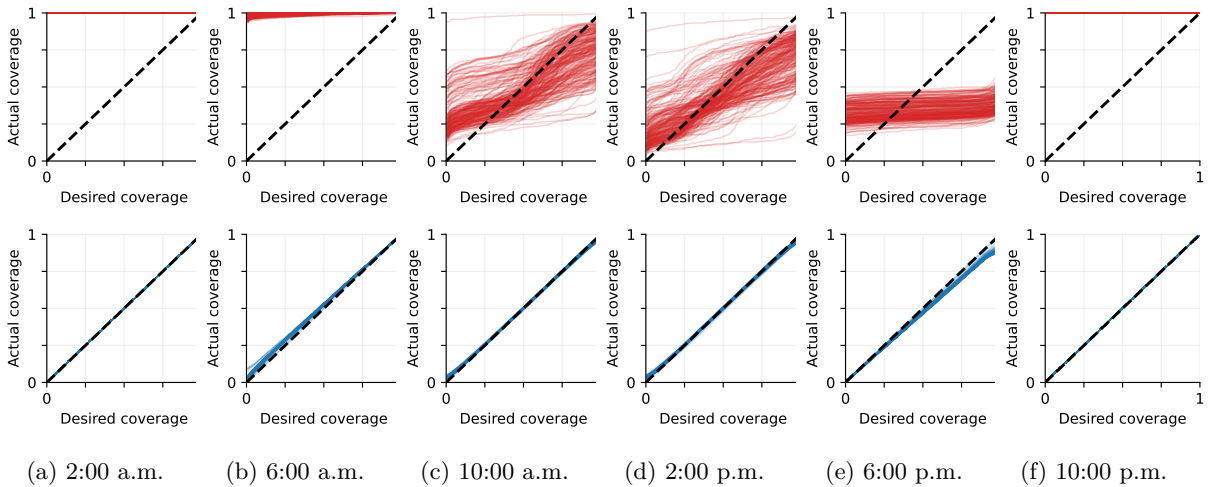 1 1 1 1 1 1
Actual coverage Actual coverage Actual coverage Actual coverage Actual coverage Actual coverage
0 0 0 0 0 0
0 0 0 0 0 0 1
Desired coverage Desired coverage Desired coverage Desired coverage Desired coverage Desired coverage
1 1 1 1 1 1
Actual coverage Actual coverage Actual coverage Actual coverage Actual coverage Actual coverage
0 0 0 0 0 0
0 0 0 0 0 0 1
Desired coverage Desired coverage Desired coverage Desired coverage Desired coverage Desired coverage
(a) 2:00 a.m. (b) 6:00 a.m. (c) 10:00 a.m. (d) 2:00 p.m. (e) 6:00 p.m. (f) 10:00 p.m.